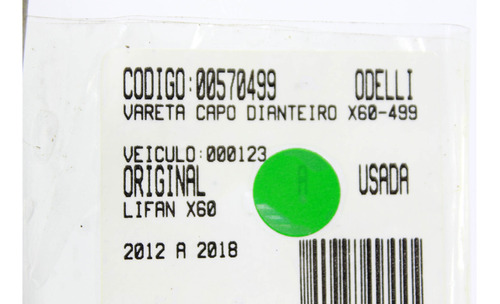 CODIGO:00570499 ODELLI
VARETA CAPO DIANTEIRO X60-499
VEICULO:000123
ORIGINAL A USADA
LIFAN X60
2012 A 2018